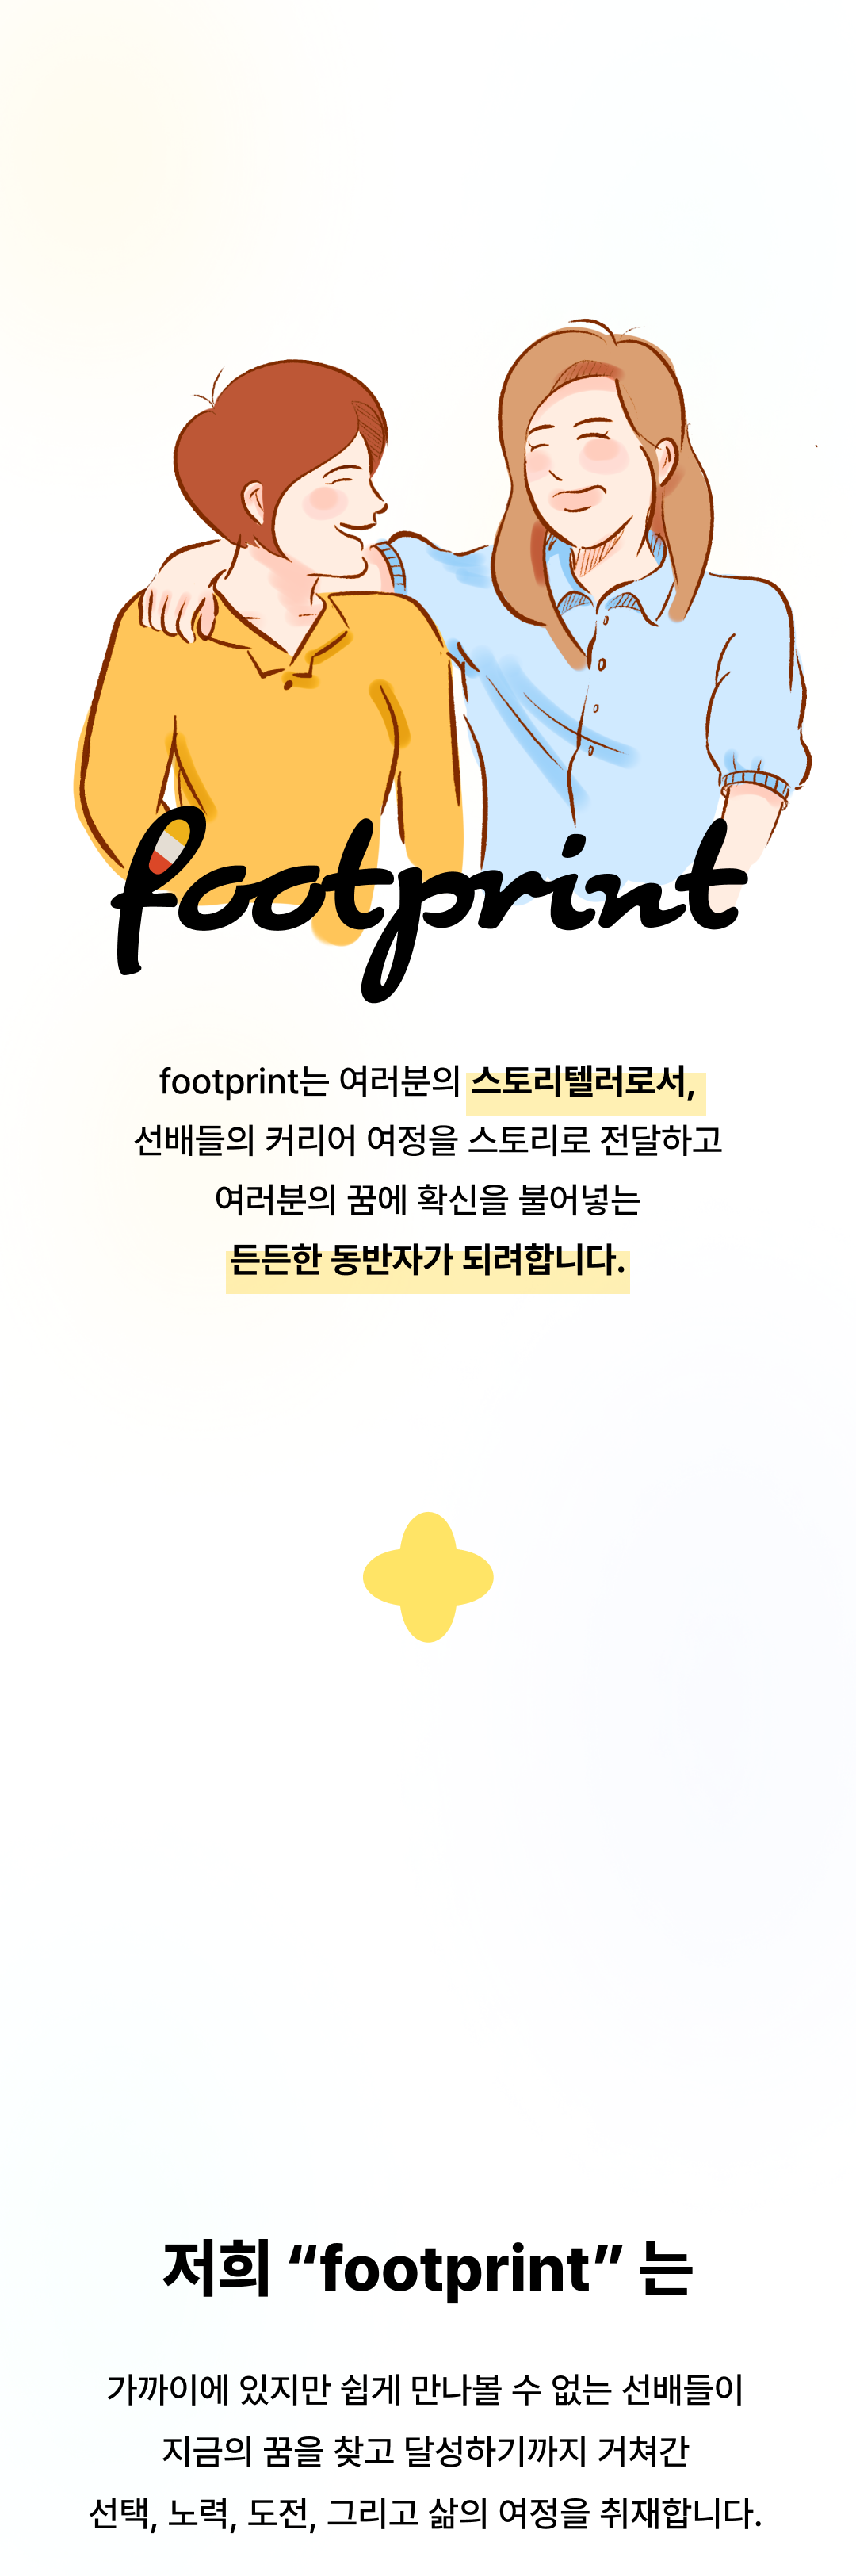 footprint
footprint는 여러분의 스토리텔러로서,
선배들의 커리어 여정을 스토리로 전달하고
여러분의 꿈에 확신을 불어넣는
든든한 동반자가 되려합니다.
저희 “footprint” 는
가까이에 있지만 쉽게 만나볼 수 없는 선배들이
지금의 꿈을 찾고 달성하기까지 거쳐간
선택, 노력, 도전, 그리고 삶의 여정을 취재합니다.